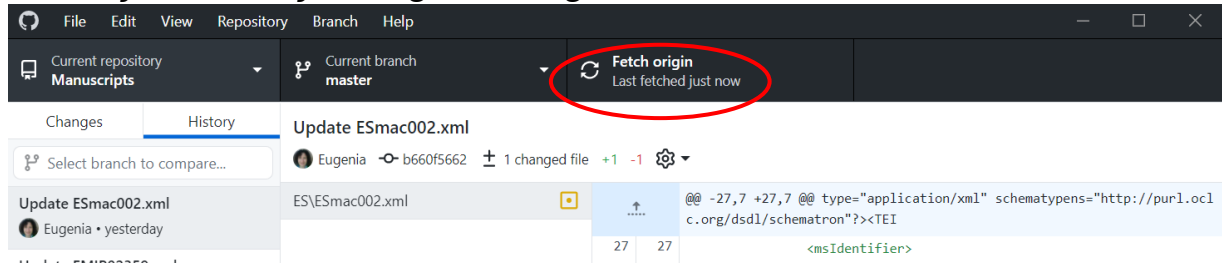 File Edit View Repository Branch Help
Current repository
Manuscripts
Current branch
master
Fetch origin
Last fetched just now
Changes History
Select branch to compare...
Update ESmac002.xml
Eugenia • yesterday
Update ESmac002.xml
Eugenia b660f5662 1 changed file +1 -1
ES\ESmac002.xml
@@ -27,7 +27,7 @@ type="application/xml" schematypens="http://purl.ocl
c.org/dsdl/schematron"?><TEI
27 27 <msIdentifier>